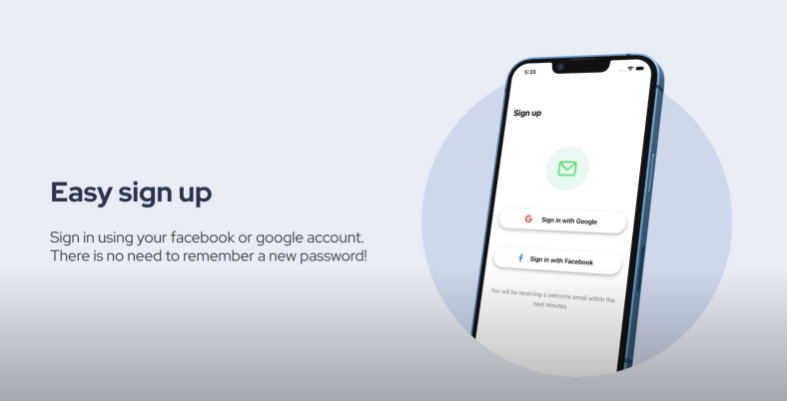 Easy sign up
Sign in using your facebook or google account.
There is no need to remember a new password!
5:35
Sign up
Sign in with Google
Sign in with Facebook
You will be receiving a welcome email within the
next minutes